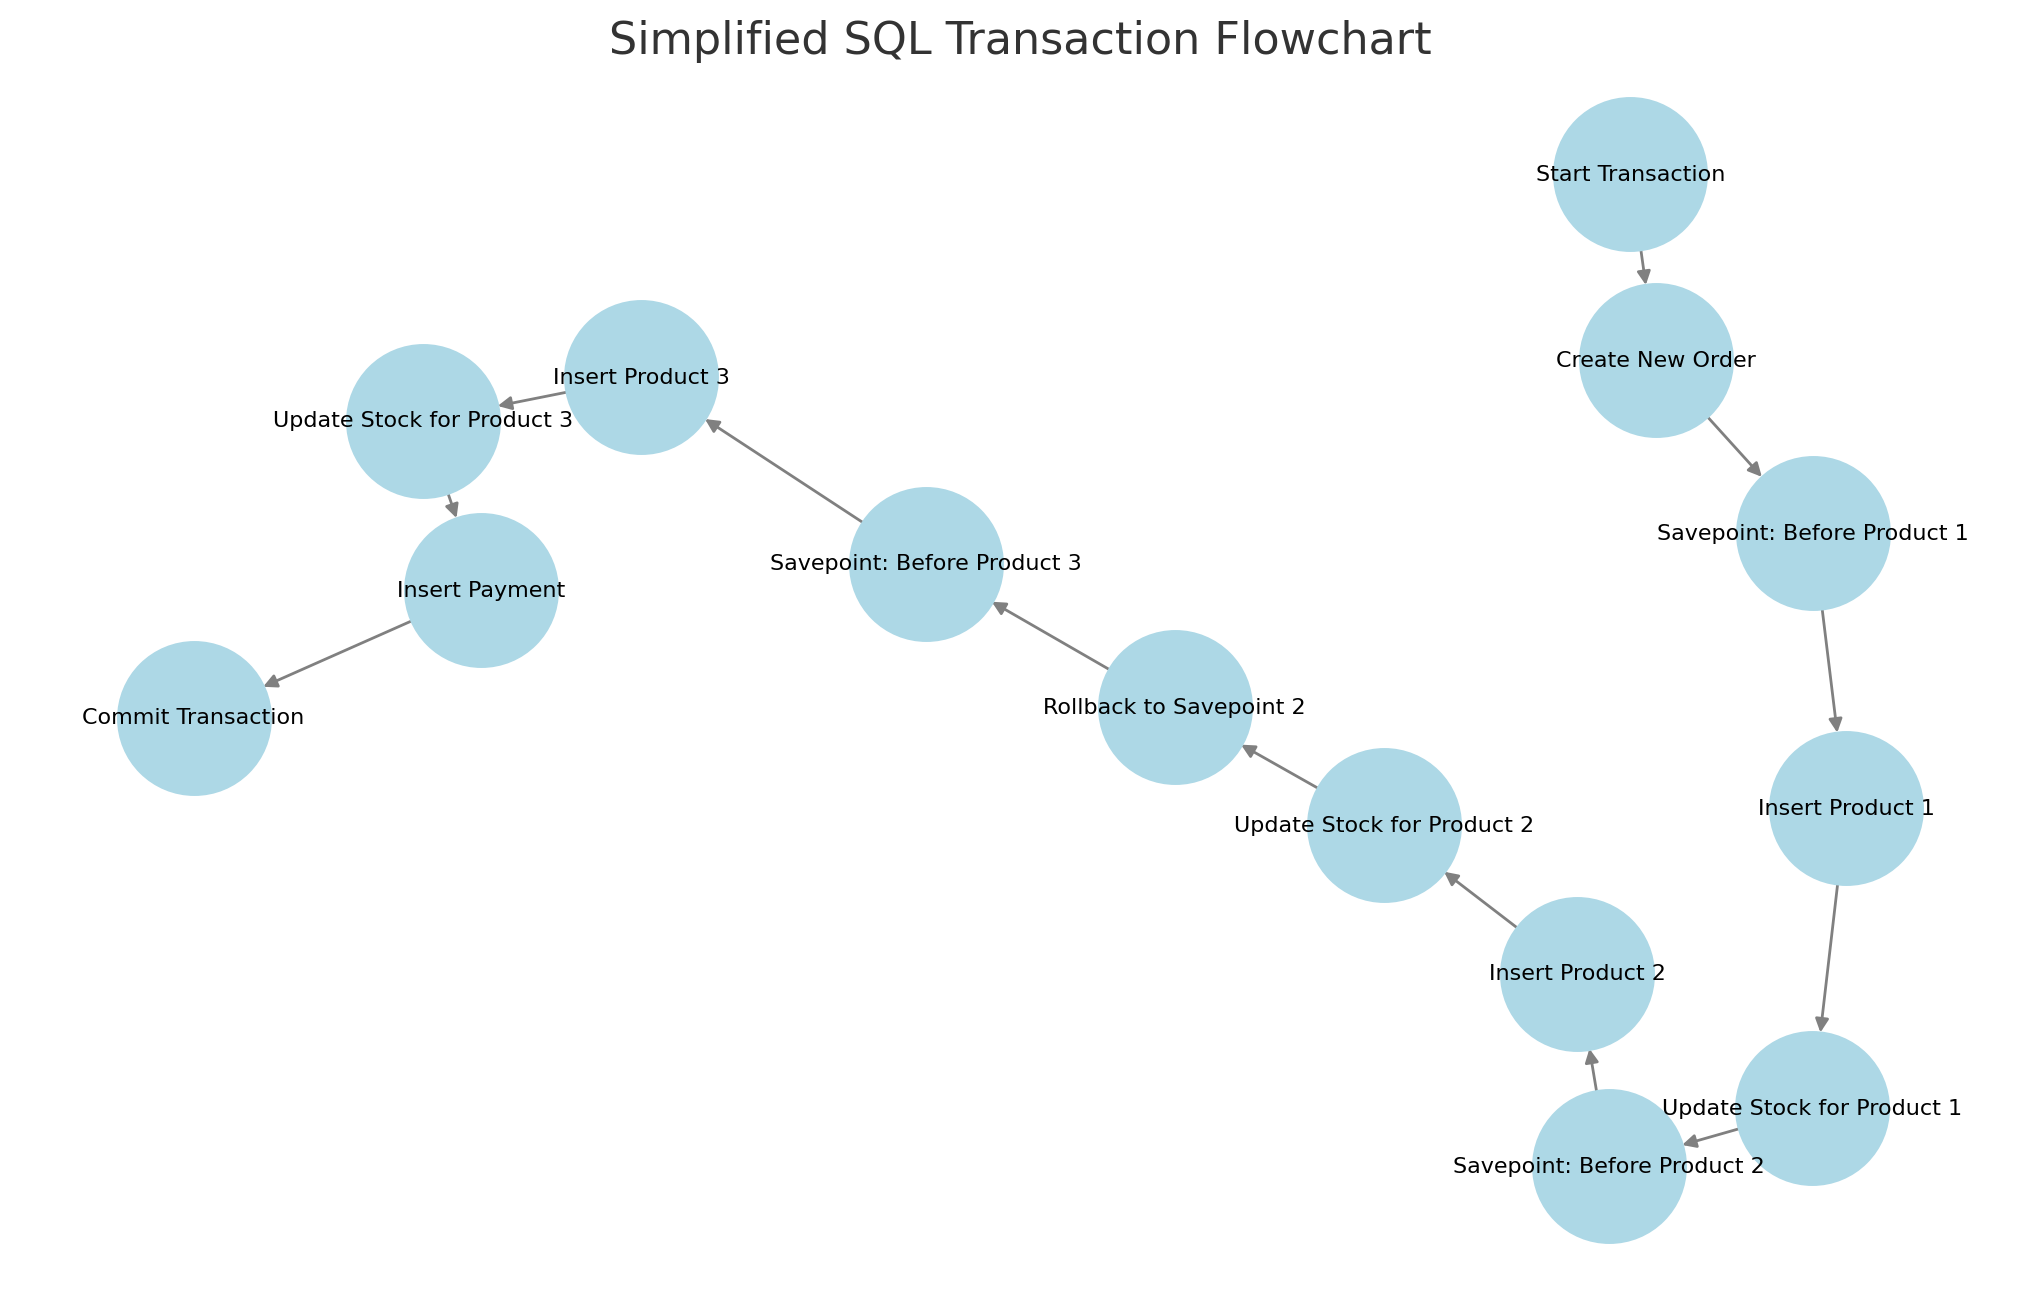 Simplified SQL Transaction Flowchart
Start Transaction
Create New Order
Savepoint: Before Product 1
Insert Product 1
Update Stock for Product 1
Savepoint: Before Product 2
Insert Product 2
Update Stock for Product 2
Rollback to Savepoint 2
Savepoint: Before Product 3
Insert Product 3
Update Stock for Product 3
Insert Payment
Commit Transaction